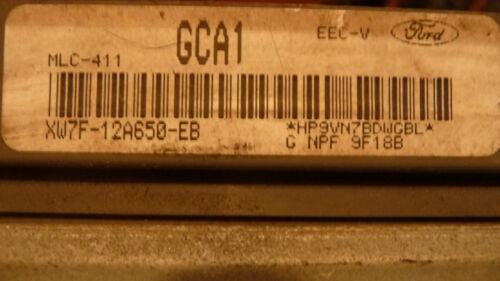 GCA1
EEC-V
Ford
MLC-411
XW7F-12A650-EB
*HP9VN7BDWGBL*
G NPF 9F18B